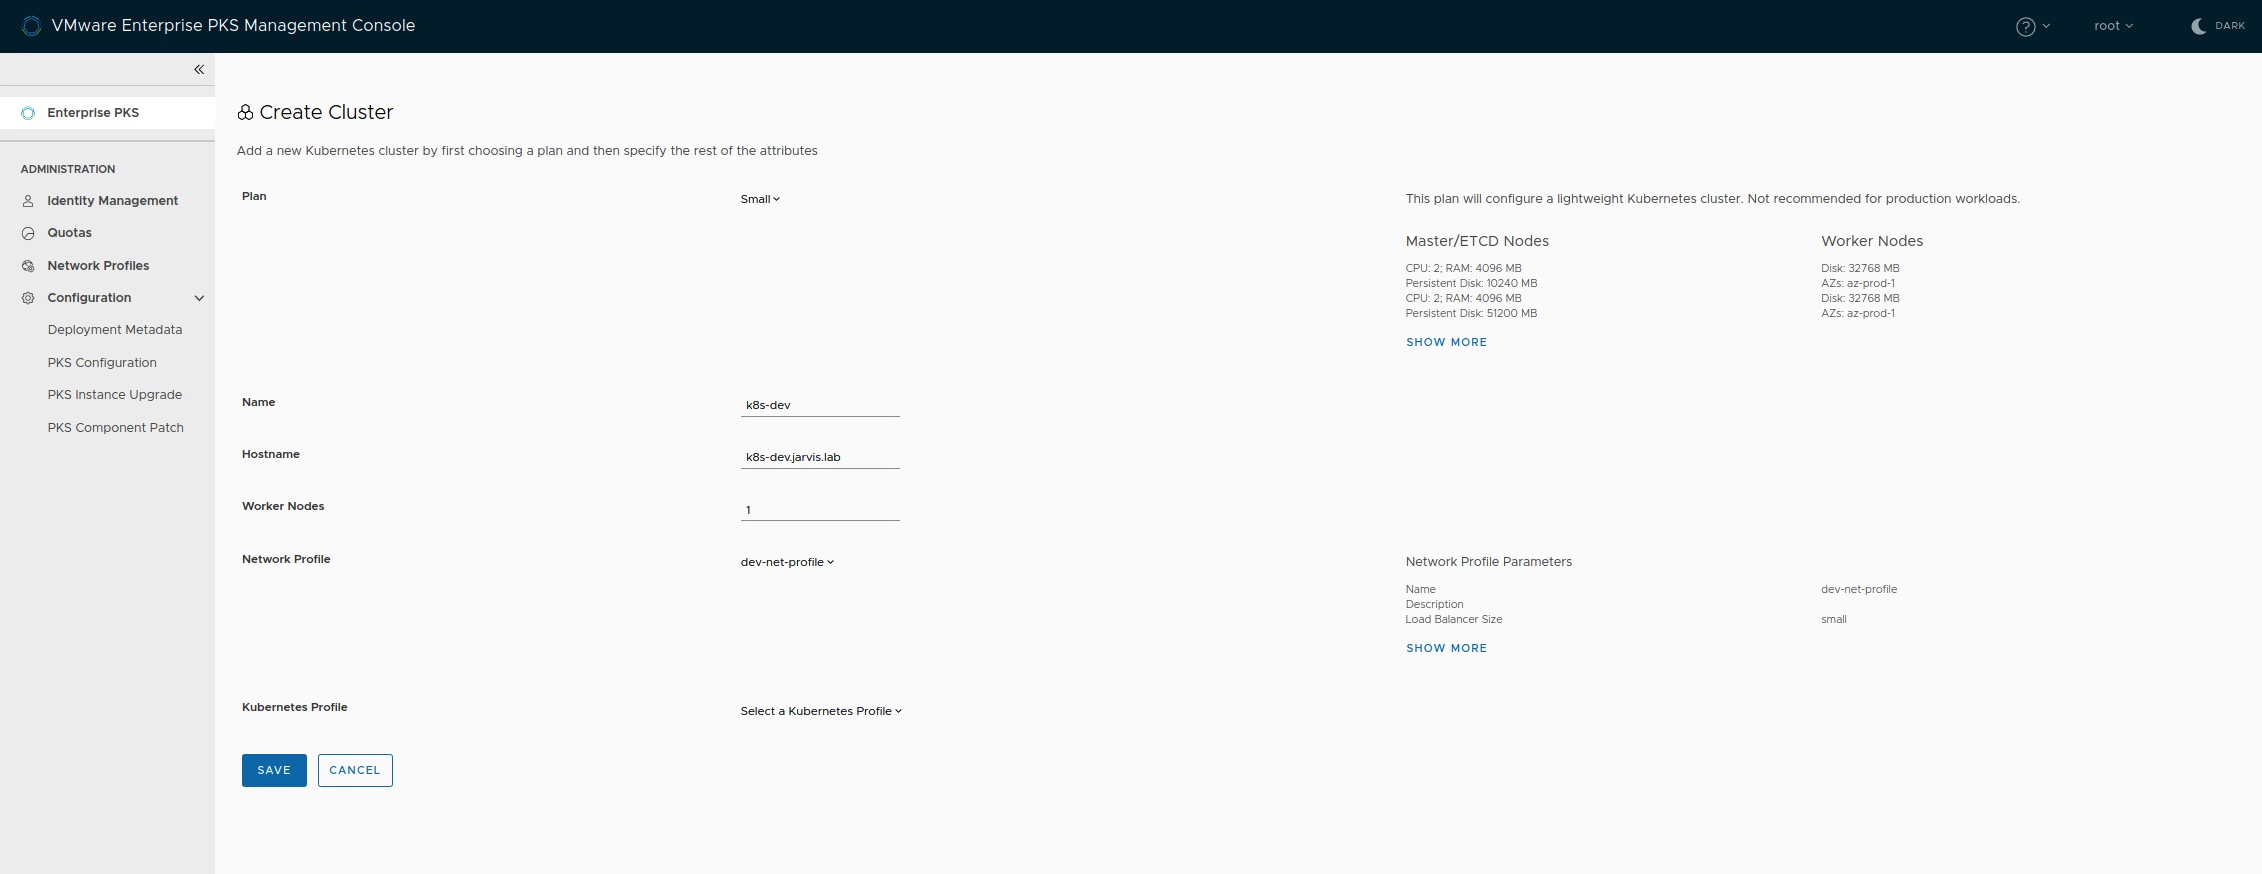 VMware Enterprise PKS Management Console
? root DARK
Enterprise PKS
ADMINISTRATION
Identity Management
Quotas
Network Profiles
Configuration
Deployment Metadata
PKS Configuration
PKS Instance Upgrade
PKS Component Patch
Create Cluster
Add a new Kubernetes cluster by first choosing a plan and then specify the rest of the attributes
Plan
Small
This plan will configure a lightweight Kubernetes cluster. Not recommended for production workloads.
Master/ETCD Nodes Worker Nodes
CPU: 2; RAM: 4096 MB Disk: 32768 MB
Persistent Disk: 10240 MB AZs: az-prod-1
CPU: 2; RAM: 4096 MB Disk: 32768 MB
Persistent Disk: 51200 MB AZs: az-prod-1
SHOW MORE
Name k8s-dev
Hostname k8s-dev.jarvis.lab
Worker Nodes 1
Network Profile dev-net-profile
Network Profile Parameters
Name dev-net-profile
Description
Load Balancer Size small
SHOW MORE
Kubernetes Profile Select a Kubernetes Profile
SAVE CANCEL